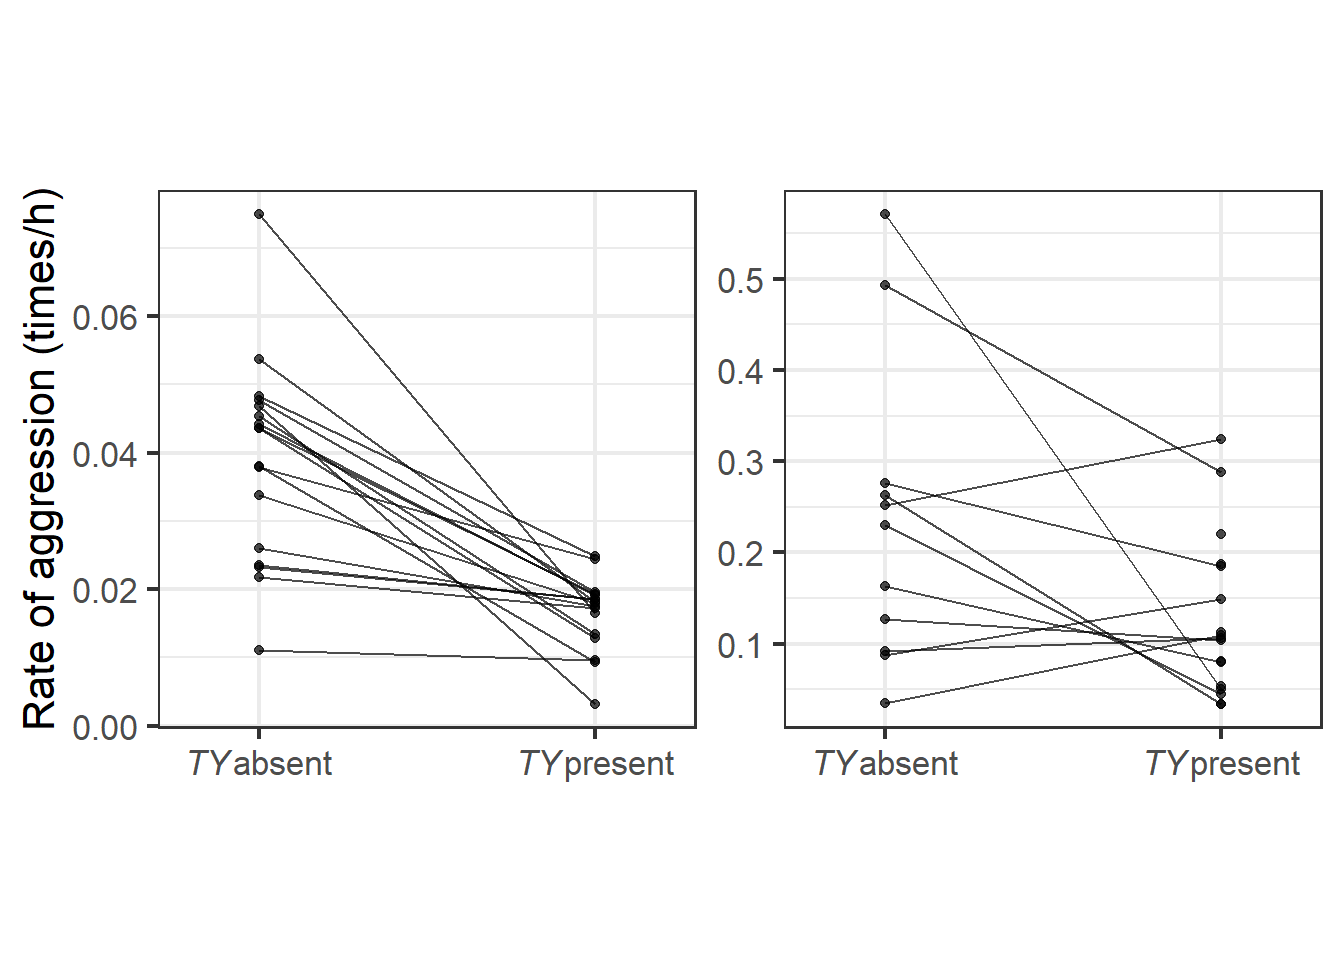 Rate of aggression (times/h)
0.06
0.04
0.02
0.00
TY absent
TY present
0.5
0.4
0.3
0.2
0.1
TY absent
TY present